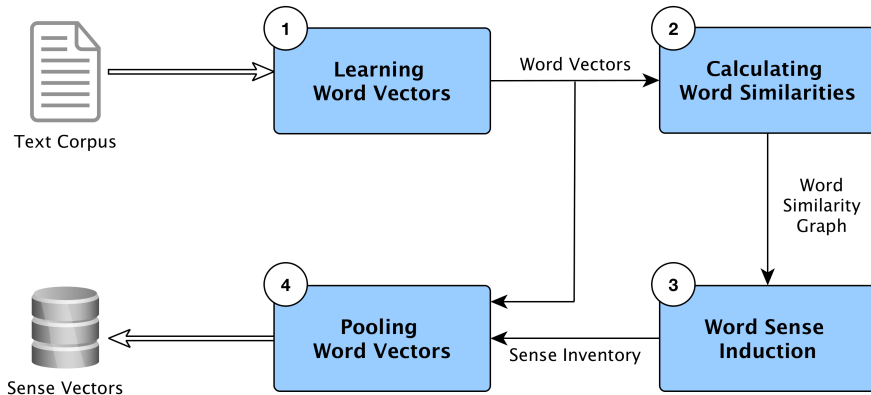 1
Learning
Word Vectors
Word Vectors
2
Calculating
Word Similarities
Text Corpus
Word
Similarity
Graph
3
Word Sense
Induction
Sense Inventory
4
Pooling
Word Vectors
Sense Vectors